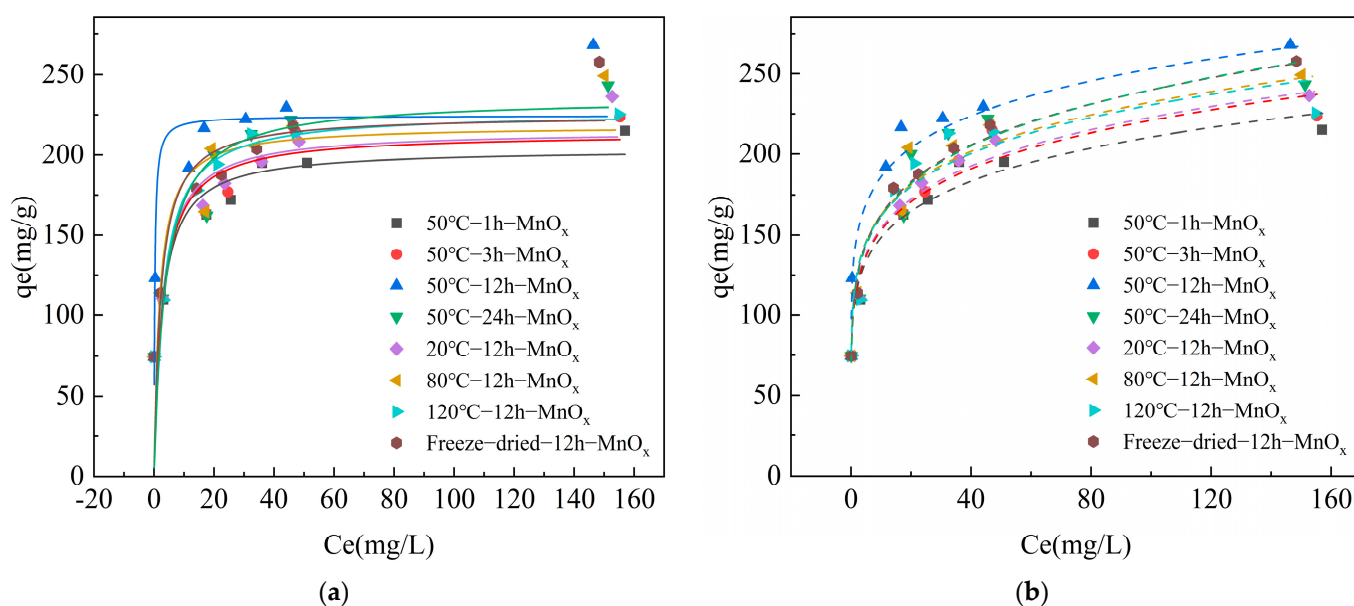 250
200
150
100
50
0
qe(mg/g)
50℃−1h−MnOx
50℃−3h−MnOx
50℃−12h−MnOx
50℃−24h−MnOx
20℃−12h−MnOx
80℃−12h−MnOx
120℃−12h−MnOx
Freeze−dried−12h−MnOx
-20 0 20 40 60 80 100 120 140 160
Ce(mg/L)
(a)
250
200
150
100
50
0
qe(mg/g)
50℃−1h−MnOx
50℃−3h−MnOx
50℃−12h−MnOx
50℃−24h−MnOx
20℃−12h−MnOx
80℃−12h−MnOx
120℃−12h−MnOx
Freeze−dried−12h−MnOx
0 40 80 120 160
Ce(mg/L)
(b)